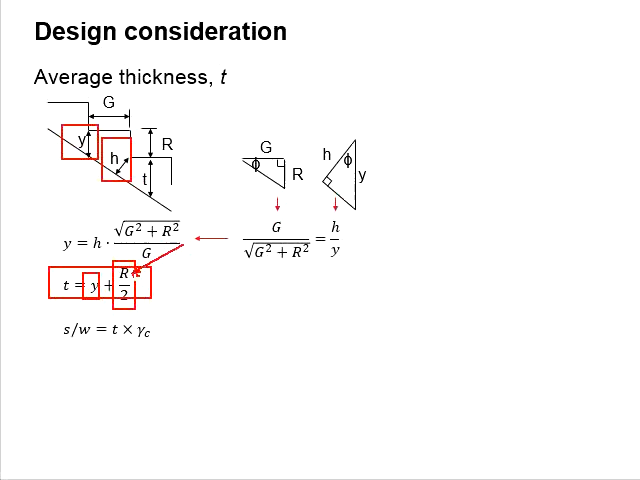 Design consideration
Average thickness, t
G
y
h
R
t
G
ϕ
R
h
ϕ
y
y = h · √(G² + R²) / G
G / √(G² + R²) = h / y
t = y + R / 2
s/w = t × γc